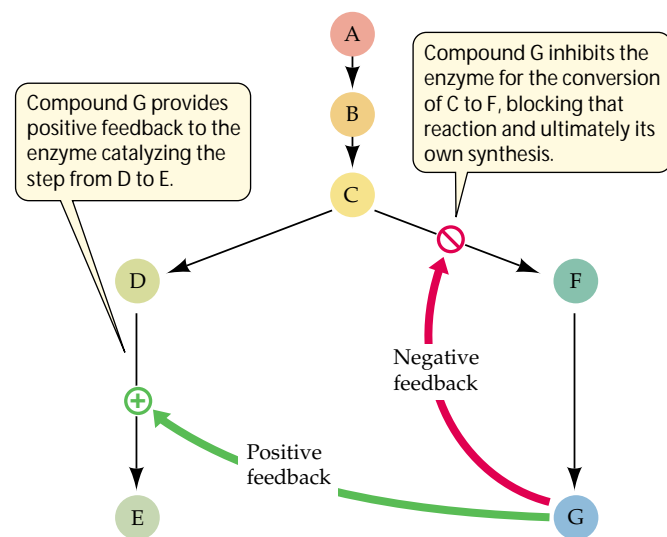 A
Compound G inhibits the
enzyme for the conversion
of C to F, blocking that
reaction and ultimately its
own synthesis.
Compound G provides
positive feedback to the
enzyme catalyzing the
step from D to E.
B
C
D
F
Negative
feedback
Positive
feedback
E
G